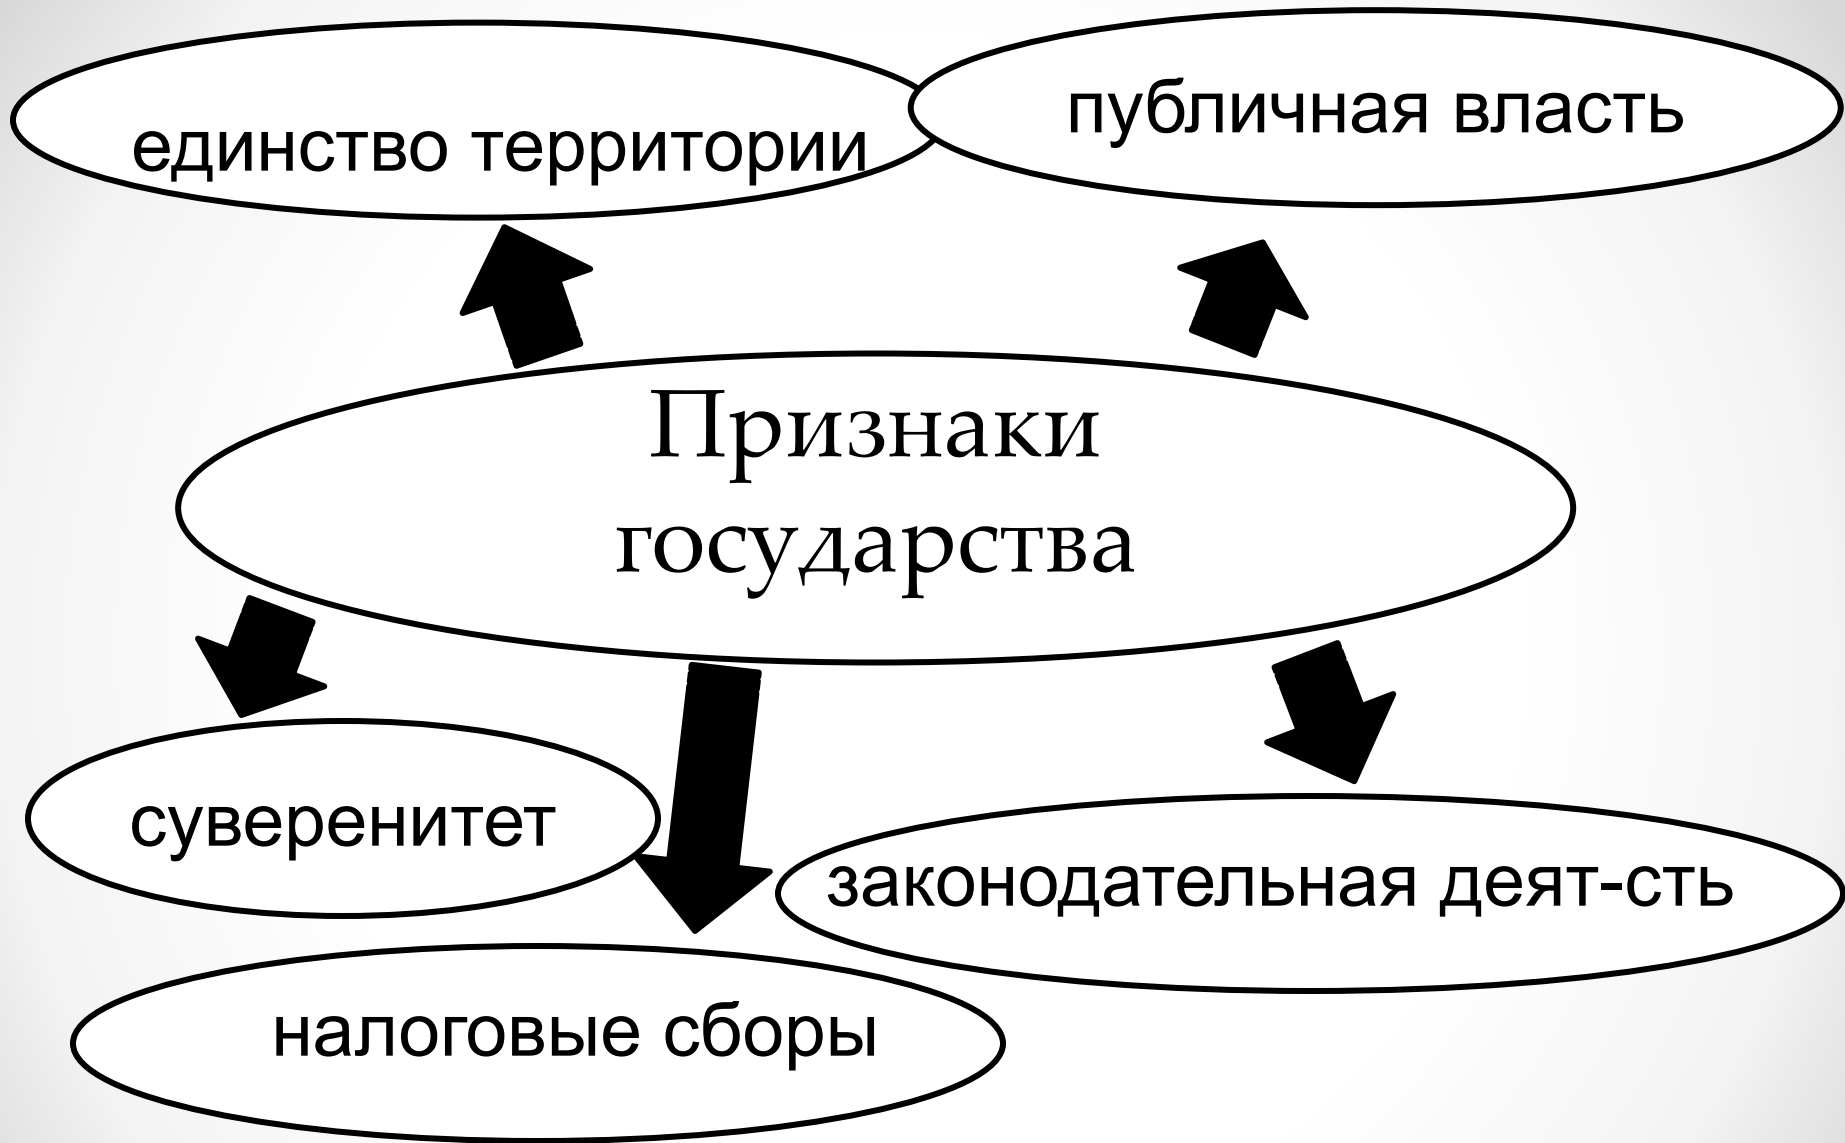 единство территории
публичная власть
Признаки
государства
суверенитет
законодательная деят-сть
налоговые сборы